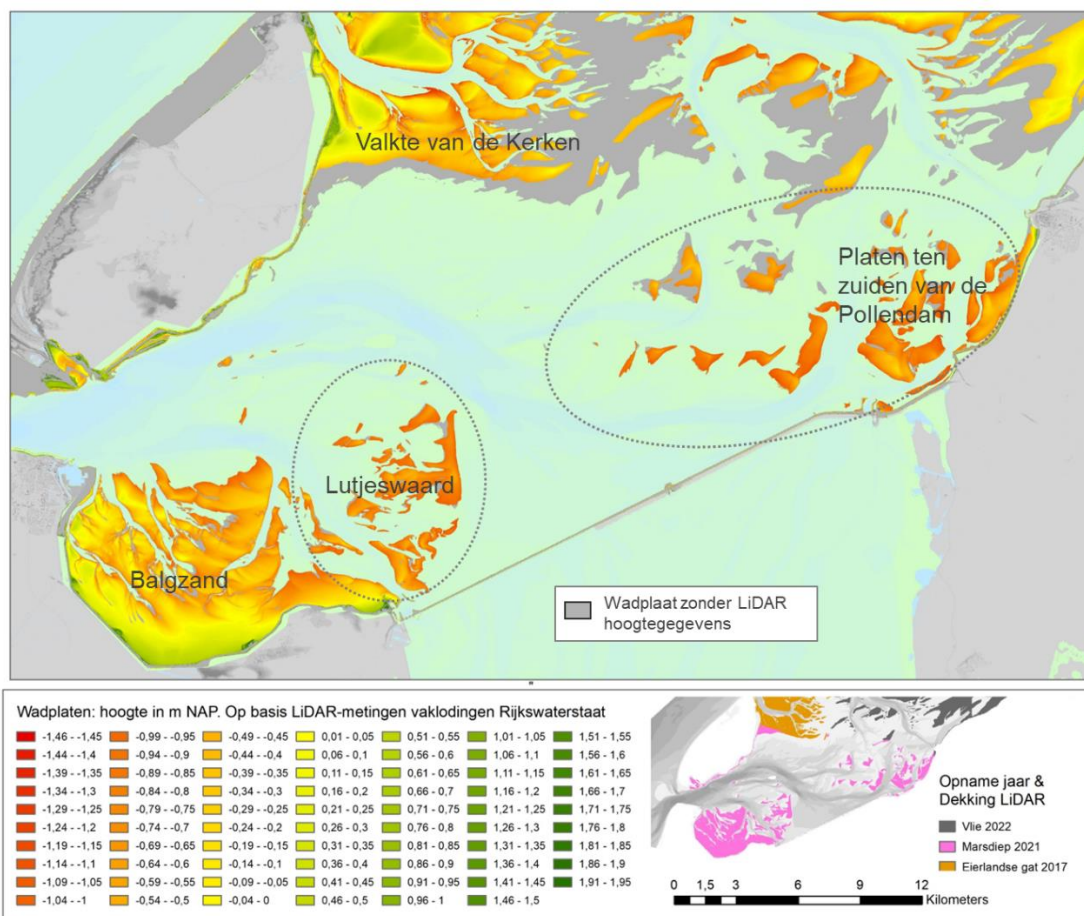 Valkte van de Kerken
Platen ten
zuiden van de
Pollendam
Lutjeswaard
Balgzand
Wadplaat zonder LiDAR
hoogtegegevens
Wadplaten: hoogte in m NAP. Op basis LiDAR-metingen vaklodingen Rijkswaterstaat
-1,46 - -1,45 -0,99 - -0,95 -0,49 - -0,45 0,01 - 0,05 0,51 - 0,55 1,01 - 1,05 1,51 - 1,55
-1,44 - -1,4 -0,94 - -0,9 -0,44 - -0,4 0,06 - 0,1 0,56 - 0,6 1,06 - 1,1 1,56 - 1,6
-1,39 - -1,35 -0,89 - -0,85 -0,39 - -0,35 0,11 - 0,15 0,61 - 0,65 1,11 - 1,15 1,61 - 1,65
-1,34 - -1,3 -0,84 - -0,8 -0,34 - -0,3 0,16 - 0,2 0,66 - 0,7 1,16 - 1,2 1,66 - 1,7
-1,29 - -1,25 -0,79 - -0,75 -0,29 - -0,25 0,21 - 0,25 0,71 - 0,75 1,21 - 1,25 1,71 - 1,75
-1,24 - -1,2 -0,74 - -0,7 -0,24 - -0,2 0,26 - 0,3 0,76 - 0,8 1,26 - 1,3 1,76 - 1,8
-1,19 - -1,15 -0,69 - -0,65 -0,19 - -0,15 0,31 - 0,35 0,81 - 0,85 1,31 - 1,35 1,81 - 1,85
-1,14 - -1,1 -0,64 - -0,6 -0,14 - -0,1 0,36 - 0,4 0,86 - 0,9 1,36 - 1,4 1,86 - 1,9
-1,09 - -1,05 -0,59 - -0,55 -0,09 - -0,05 0,41 - 0,45 0,91 - 0,95 1,41 - 1,45 1,91 - 1,95
-1,04 - -1 -0,54 - -0,5 -0,04 - 0 0,46 - 0,5 0,96 - 1 1,46 - 1,5
Opname jaar &
Dekking LiDAR
Vlie 2022
Marsdiep 2021
Eierlandse gat 2017
0 1,5 3 6 9 12
Kilometers